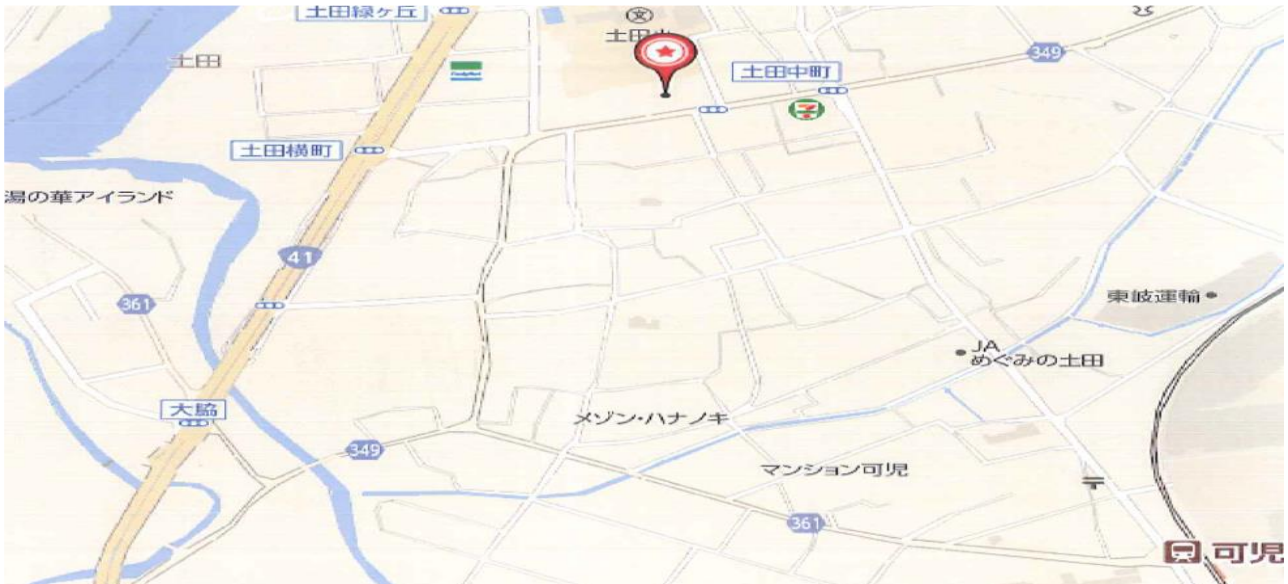 土田緑ヶ丘
土田
FamilyMart
349
土田中町
土田横町
湯の華アイランド
41
361
東岐運輸
JA
めぐみの土田
大脇
メゾン・ハナノキ
349
マンション可児
361
可児